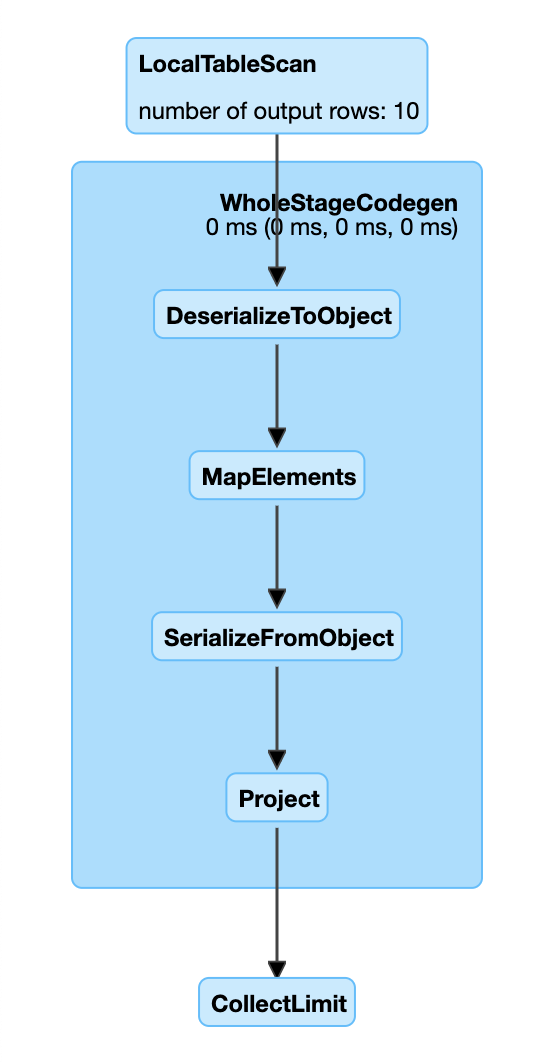 LocalTableScan
number of output rows: 10
WholeStageCodegen
0 ms (0 ms, 0 ms, 0 ms)
DeserializeToObject
MapElements
SerializeFromObject
Project
CollectLimit